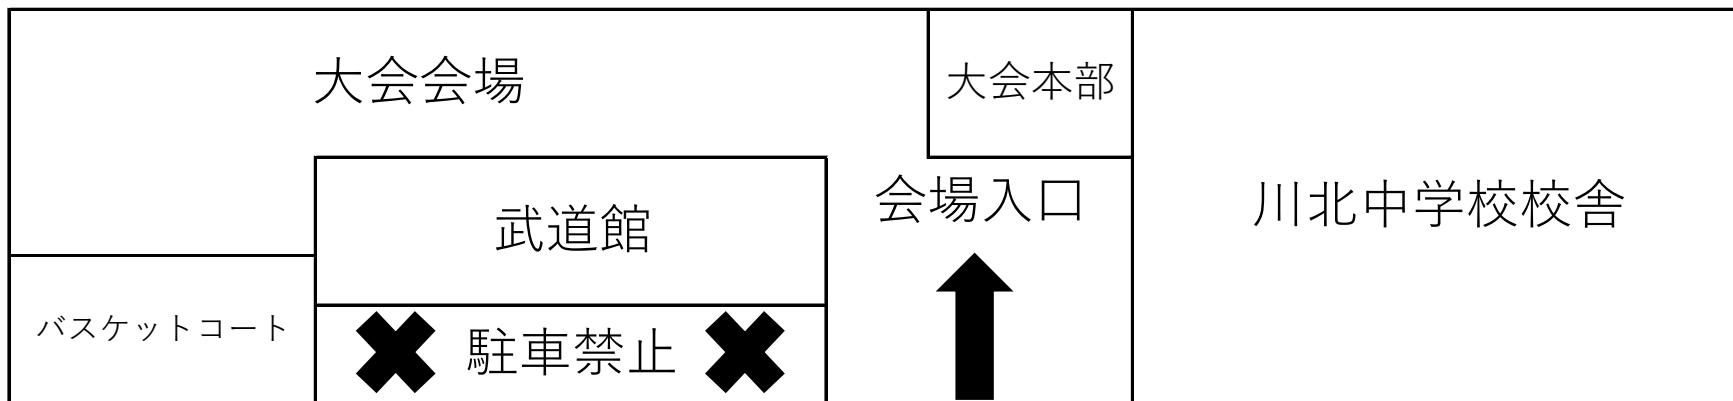 大会会場
大会本部
会場入口
川北中学校校舎
武道館
バスケットコート
駐車禁止